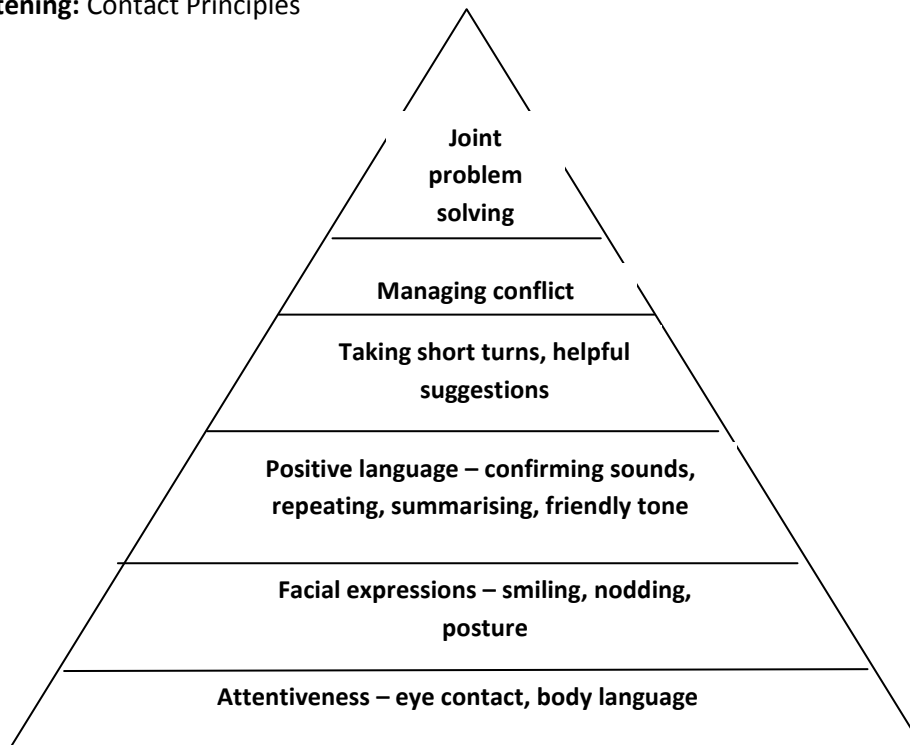 tening: Contact Principles
Joint
problem
solving
Managing conflict
Taking short turns, helpful
suggestions
Positive language – confirming sounds,
repeating, summarising, friendly tone
Facial expressions – smiling, nodding,
posture
Attentiveness – eye contact, body language